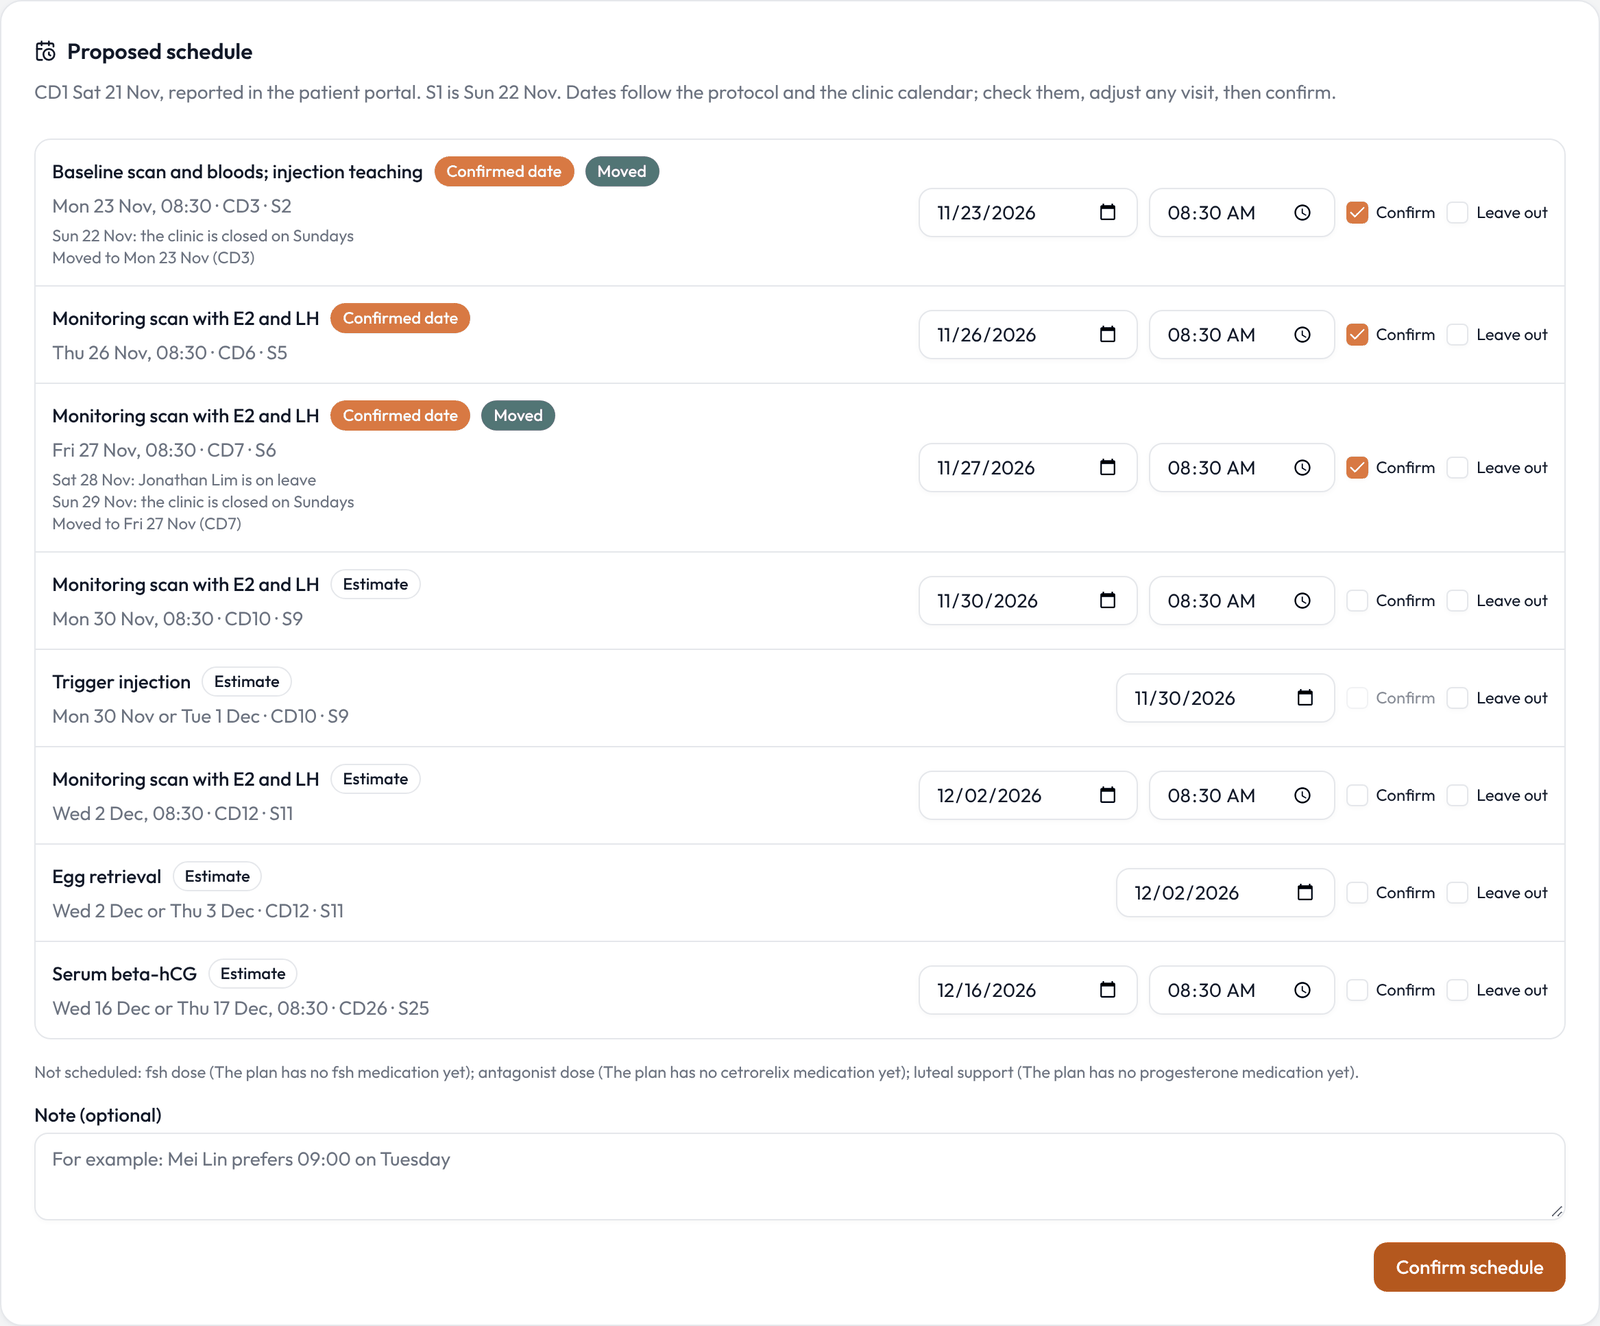 Proposed schedule
CD1 Sat 21 Nov, reported in the patient portal. S1 is Sun 22 Nov. Dates follow the protocol and the clinic calendar; check them, adjust any visit, then confirm.
Baseline scan and bloods; injection teaching Confirmed date Moved
Mon 23 Nov, 08:30 · CD3 · S2
Sun 22 Nov: the clinic is closed on Sundays
Moved to Mon 23 Nov (CD3)
11/23/2026 08:30 AM Confirm Leave out
Monitoring scan with E2 and LH Confirmed date
Thu 26 Nov, 08:30 · CD6 · S5
11/26/2026 08:30 AM Confirm Leave out
Monitoring scan with E2 and LH Confirmed date Moved
Fri 27 Nov, 08:30 · CD7 · S6
Sat 28 Nov: Jonathan Lim is on leave
Sun 29 Nov: the clinic is closed on Sundays
Moved to Fri 27 Nov (CD7)
11/27/2026 08:30 AM Confirm Leave out
Monitoring scan with E2 and LH Estimate
Mon 30 Nov, 08:30 · CD10 · S9
11/30/2026 08:30 AM Confirm Leave out
Trigger injection Estimate
Mon 30 Nov or Tue 1 Dec · CD10 · S9
11/30/2026 Confirm Leave out
Monitoring scan with E2 and LH Estimate
Wed 2 Dec, 08:30 · CD12 · S11
12/02/2026 08:30 AM Confirm Leave out
Egg retrieval Estimate
Wed 2 Dec or Thu 3 Dec · CD12 · S11
12/02/2026 Confirm Leave out
Serum beta-hCG Estimate
Wed 16 Dec or Thu 17 Dec, 08:30 · CD26 · S25
12/16/2026 08:30 AM Confirm Leave out
Not scheduled: fsh dose (The plan has no fsh medication yet); antagonist dose (The plan has no cetrorelix medication yet); luteal support (The plan has no progesterone medication yet).
Note (optional)
For example: Mei Lin prefers 09:00 on Tuesday
Confirm schedule